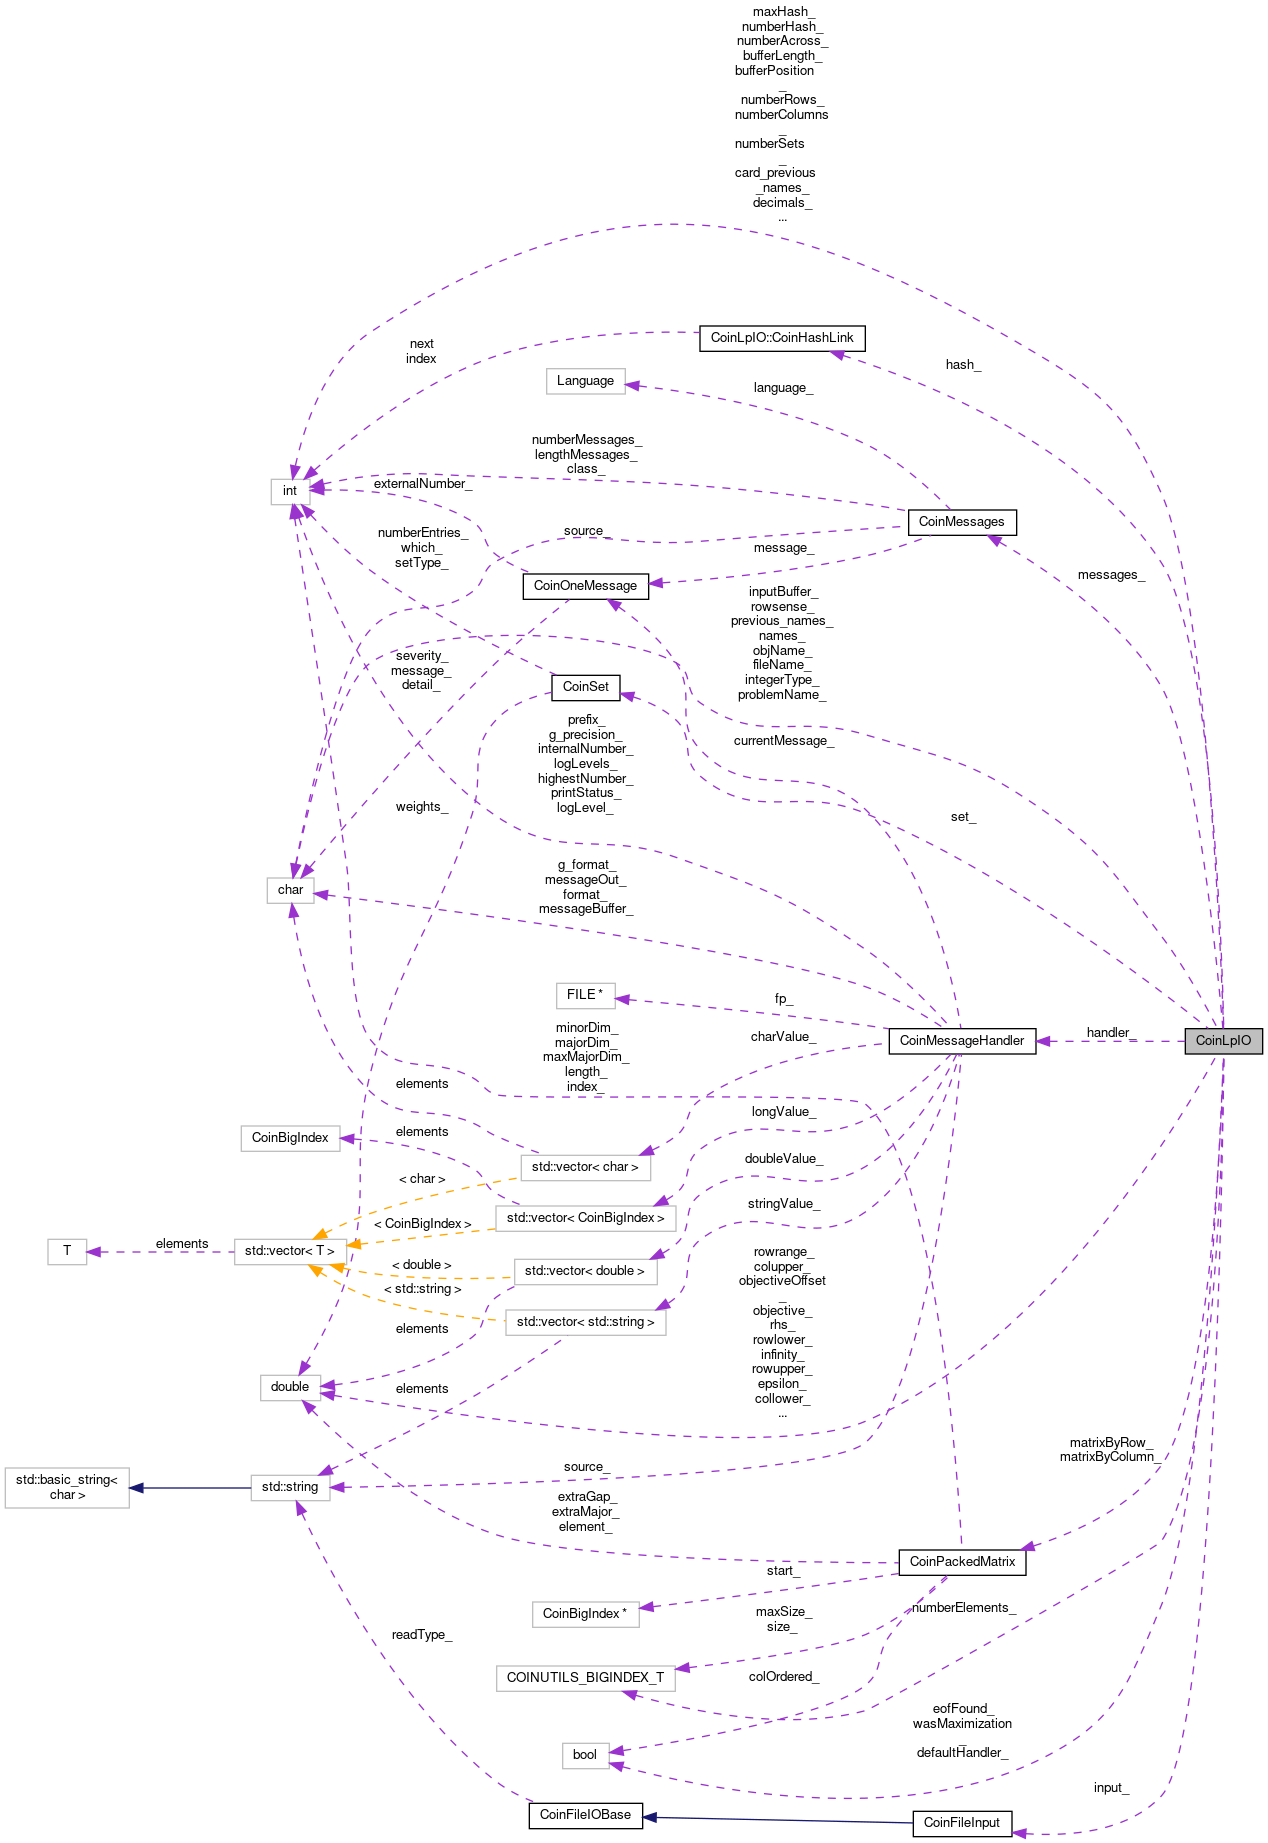 maxHash_
numberHash_
numberAcross_
bufferLength_
bufferPosition
_
numberRows_
numberColumns
_
numberSets
_
card_previous
_names_
decimals_
...
CoinLpIO::CoinHashLink
next
index
hash_
Language
language_
numberMessages_
lengthMessages_
class_
int
externalNumber_
CoinMessages
numberEntries_
which_
setType_
source_
message_
messages_
CoinOneMessage
inputBuffer_
rowsense_
previous_names_
names_
objName_
fileName_
integerType_
problemName_
severity_
message_
detail_
CoinSet
prefix_
g_precision_
internalNumber_
logLevels_
highestNumber_
printStatus_
logLevel_
currentMessage_
weights_
set_
g_format_
messageOut_
format_
messageBuffer_
char
FILE *
fp_
minorDim_
majorDim_
maxMajorDim_
length_
index_
charValue_
CoinMessageHandler
handler_
CoinLpIO
elements
longValue_
CoinBigIndex
elements
std::vector< char >
doubleValue_
< char >
stringValue_
std::vector< CoinBigIndex >
< CoinBigIndex >
T
elements
std::vector< T >
< double >
std::vector< double >
< std::string >
std::vector< std::string >
rowrange_
colupper_
objectiveOffset
_
objective_
rhs_
rowlower_
infinity_
rowupper_
epsilon_
collower_
...
elements
double
elements
matrixByRow_
matrixByColumn_
std::basic_string<
char >
std::string
source_
extraGap_
extraMajor_
element_
CoinPackedMatrix
start_
CoinBigIndex *
numberElements_
maxSize_
size_
readType_
COINUTILS_BIGINDEX_T
colOrdered_
eofFound_
wasMaximization
_
defaultHandler_
bool
input_
CoinFileIOBase
CoinFileInput